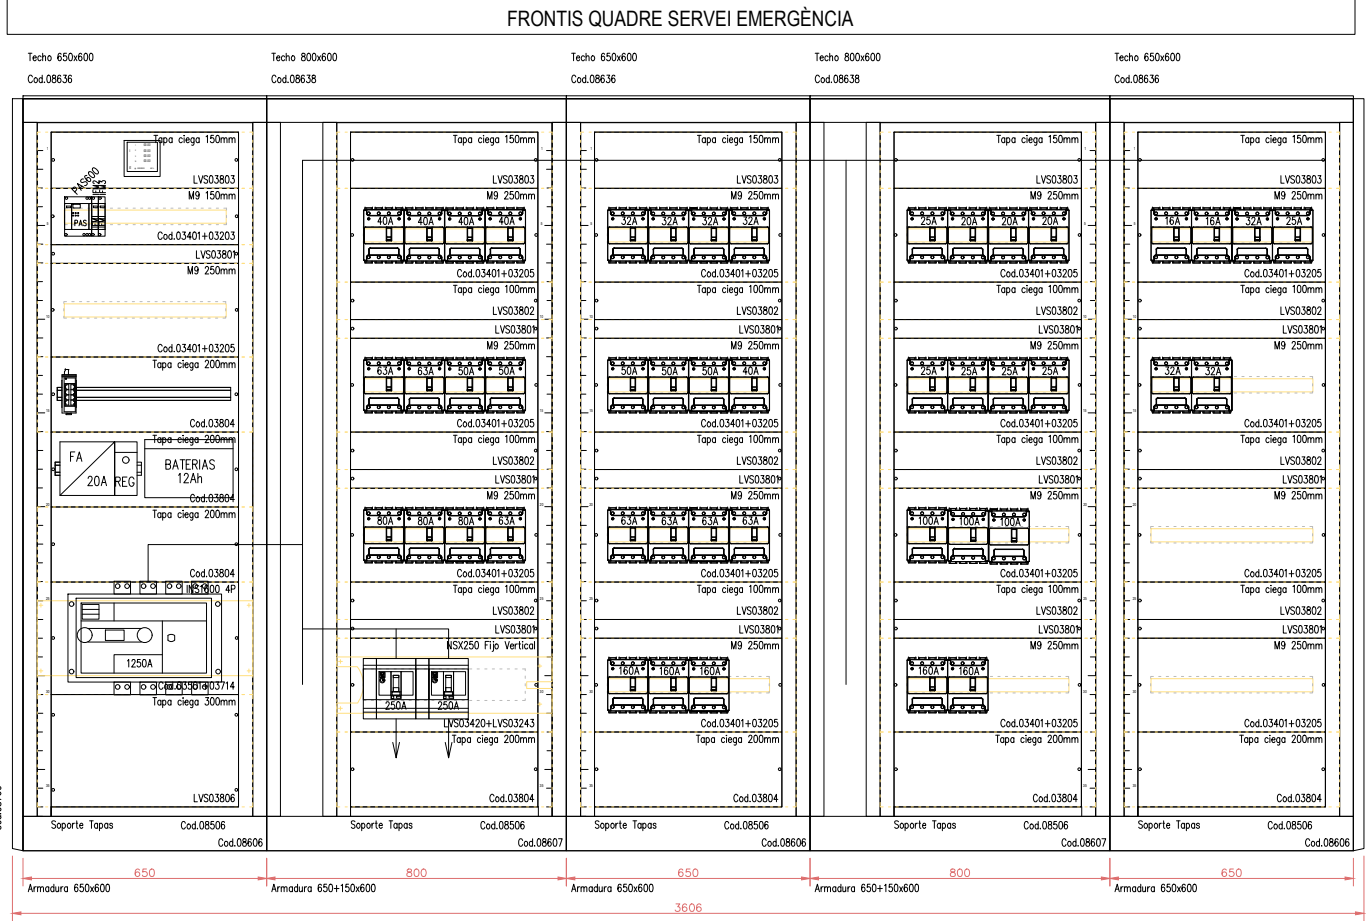 FRONTIS QUADRE SERVEI EMERGÈNCIA
Techo 650x600
Cod.08636
Techo 800x600
Cod.08638
Techo 650x600
Cod.08636
Techo 800x600
Cod.08638
Techo 650x600
Cod.08636
Tapa ciega 150mm
LVS03803
PAS600
PAS
M9 150mm
Cod.03401+03203
LVS03801
M9 250mm
Cod.03401+03205
Tapa ciega 200mm
Cod.03804
Tapa ciega 200mm
FA
20A
REG
BATERIAS
12Ah
Cod.03804
Tapa ciega 200mm
Cod.03804
INS1600 4P
1250A
Tapa ciega 300mm
LVS03806
Soporte Tapas
Cod.08506
Cod.08606
Tapa ciega 150mm
LVS03803
M9 250mm
40A 40A 40A 40A
Cod.03401+03205
Tapa ciega 100mm
LVS03802
LVS03801
M9 250mm
63A 63A 50A 50A
Cod.03401+03205
Tapa ciega 100mm
LVS03802
LVS03801
M9 250mm
80A 80A 80A 63A
Cod.03401+03205
Tapa ciega 100mm
LVS03802
LVS03801
NSX250 Fijo Vertical
250A 250A
LVS03420+LVS03243
Tapa ciega 200mm
Cod.03804
Soporte Tapas
Cod.08506
Cod.08607
Tapa ciega 150mm
LVS03803
M9 250mm
32A 32A 32A 32A
Cod.03401+03205
Tapa ciega 100mm
LVS03802
LVS03801
M9 250mm
50A 50A 50A 40A
Cod.03401+03205
Tapa ciega 100mm
LVS03802
LVS03801
M9 250mm
63A 63A 63A 63A
Cod.03401+03205
Tapa ciega 100mm
LVS03802
LVS03801
M9 250mm
160A 160A 160A
Cod.03401+03205
Tapa ciega 200mm
Cod.03804
Soporte Tapas
Cod.08506
Cod.08606
Tapa ciega 150mm
LVS03803
M9 250mm
25A 20A 20A 20A
Cod.03401+03205
Tapa ciega 100mm
LVS03802
LVS03801
M9 250mm
25A 25A 25A 25A
Cod.03401+03205
Tapa ciega 100mm
LVS03802
LVS03801
M9 250mm
100A 100A 100A
Cod.03401+03205
Tapa ciega 100mm
LVS03802
LVS03801
M9 250mm
160A 160A
Cod.03401+03205
Tapa ciega 200mm
Cod.03804
Soporte Tapas
Cod.08506
Cod.08607
Tapa ciega 150mm
LVS03803
M9 250mm
16A 16A 32A 25A
Cod.03401+03205
Tapa ciega 100mm
LVS03802
LVS03801
M9 250mm
32A 32A
Cod.03401+03205
Tapa ciega 100mm
LVS03802
LVS03801
M9 250mm
Cod.03401+03205
Tapa ciega 100mm
LVS03802
LVS03801
M9 250mm
Cod.03401+03205
Tapa ciega 200mm
Cod.03804
Soporte Tapas
Cod.08506
Cod.08606
650
800
650
800
650
Armadura 650x600
Armadura 650+150x600
Armadura 650x600
Armadura 650+150x600
Armadura 650x600
3606